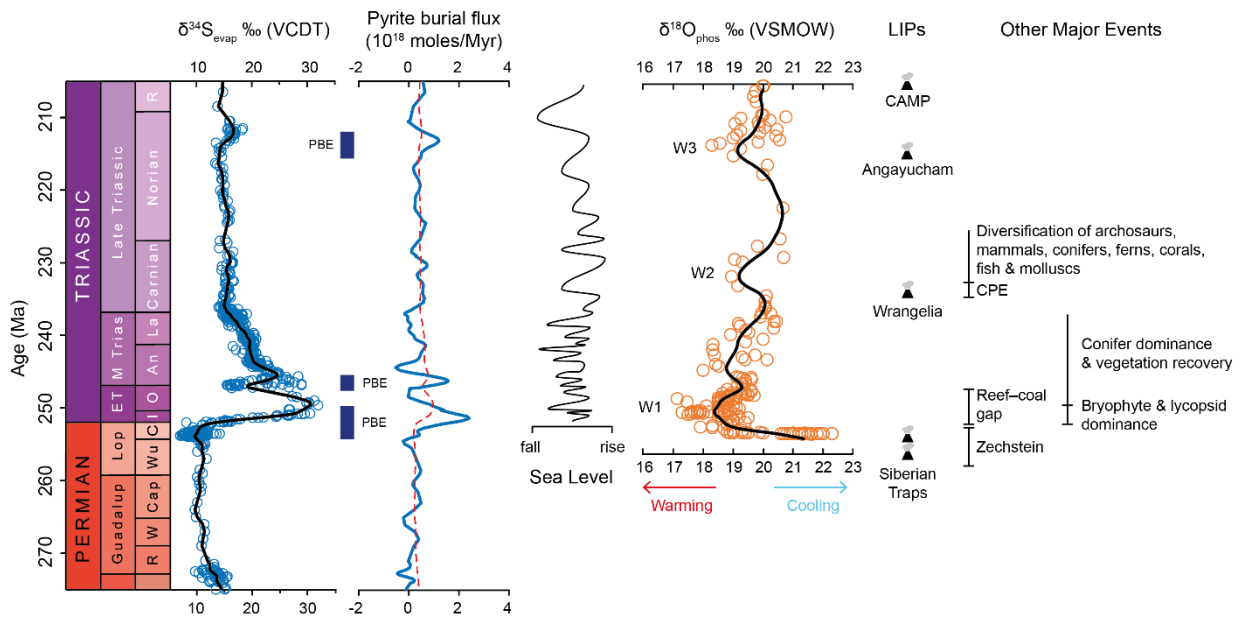 δ34Sevap ‰ (VCDT)
Pyrite burial flux
(10^18 moles/Myr)
δ18Ophos ‰ (VSMOW)
LIPs
Other Major Events
10 20 30
-2 0 2 4
16 17 18 19 20 21 22 23
Age (Ma)
210
220
230
240
250
260
270
TRIASSIC
PERMIAN
Late Triassic
M Trias
ET
Lop
Guadalup
R
Norian
Carnian
La
An
O
I
C
Wu
Cap
W
R
PBE
PBE
PBE
fall rise
Sea Level
W3
W2
W1
CAMP
Angayucham
Wrangelia
Siberian
Traps
Diversification of archosaurs,
mammals, conifers, ferns, corals,
fish & molluscs
CPE
Conifer dominance
& vegetation recovery
Reef–coal
gap
Bryophyte & lycopsid
dominance
Zechstein
16 17 18 19 20 21 22 23
Warming
Cooling
10 20 30
-2 0 2 4